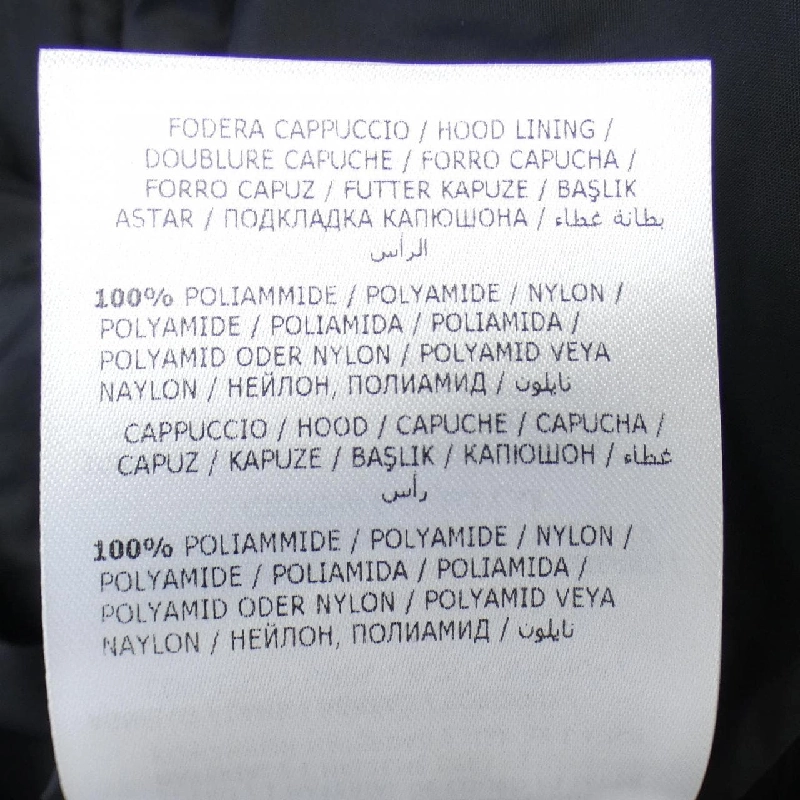 FODERA CAPPUCCIO / HOOD LINING /
DOUBLURE CAPUCHE / FORRO CAPUCHA /
FORRO CAPUZ / FUTTER KAPUZE / BAŞLIK
ASTAR / ПОДКЛАДКА КАПЮШОНА / بطانة غطاء
الرأس
100% POLIAMMIDE / POLYAMIDE / NYLON /
POLYAMIDE / POLIAMIDA / POLIAMIDA /
POLYAMID ODER NYLON / POLYAMID VEYA
NAYLON / НЕЙЛОН, ПОЛИАМИД / نايلون
CAPPUCCIO / HOOD / CAPUCHE / CAPUCHA /
CAPUZ / KAPUZE / BAŞLIK / КАПЮШОН / غطاء
رأس
100% POLIAMMIDE / POLYAMIDE / NYLON /
POLYAMIDE / POLIAMIDA / POLIAMIDA /
POLYAMID ODER NYLON / POLYAMID VEYA
NAYLON / НЕЙЛОН, ПОЛИАМИД / نايلون